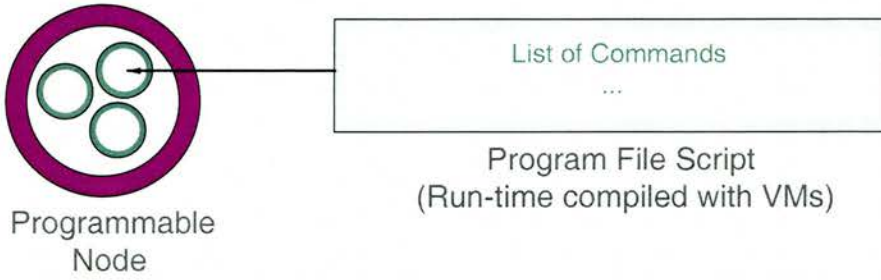 List of Commands
...
Program File Script
(Run-time compiled with VMs)
Programmable
Node